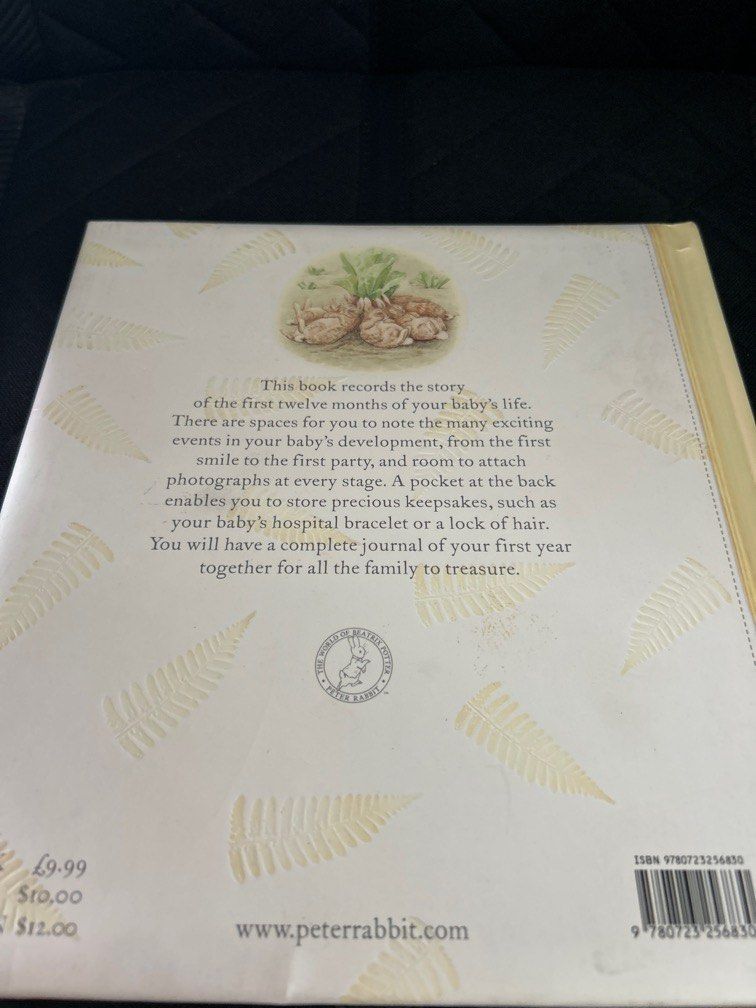 This book records the story
of the first twelve months of your baby's life.
There are spaces for you to note the many exciting
events in your baby's development, from the first
smile to the first party, and room to attach
photographs at every stage. A pocket at the back
enables you to store precious keepsakes, such as
your baby's hospital bracelet or a lock of hair.
You will have a complete journal of your first year
together for all the family to treasure.
THE WORLD OF BEATRIX POTTER
PETER RABBIT ™
£9.99
$10.00
$12.00
www.peterrabbit.com
ISBN 9780723256830
9 780723 256830